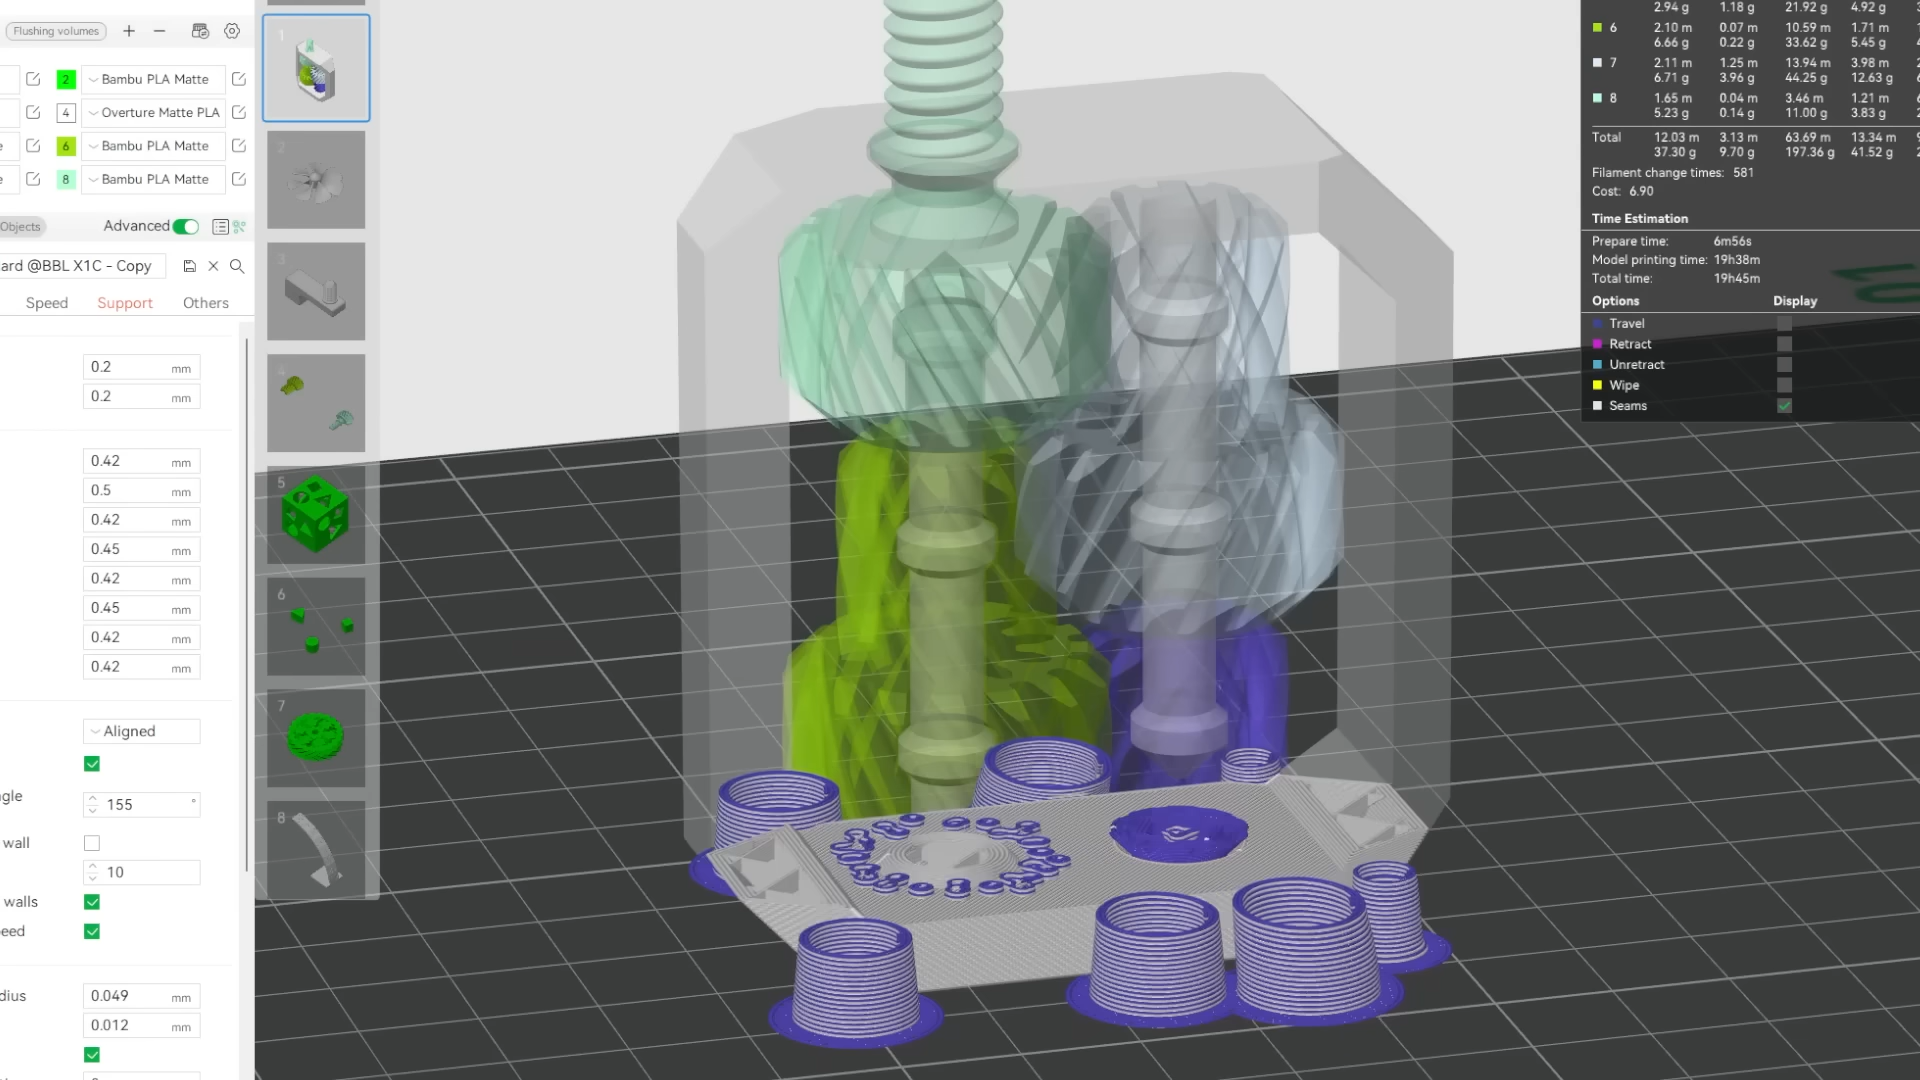 Flushing volumes
2 Bambu PLA Matte
4 Overture Matte PLA
e 6 Bambu PLA Matte
e 8 Bambu PLA Matte
Objects Advanced
ard @BBL X1C - Copy
Speed Support Others
0.2 mm
0.2 mm
0.42 mm
0.5 mm
0.42 mm
0.45 mm
0.42 mm
0.45 mm
0.42 mm
0.42 mm
Aligned
gle 155 °
wall
10
walls
eed
dius 0.049 mm
0.012 mm
1
2
3
4
5
6
7
8
2.94 g 1.18 g 21.92 g 4.92 g
6 2.10 m 0.07 m 10.59 m 1.71 m
6.66 g 0.22 g 33.62 g 5.45 g
7 2.11 m 1.25 m 13.94 m 3.98 m
6.71 g 3.96 g 44.25 g 12.63 g
8 1.65 m 0.04 m 3.46 m 1.21 m
5.23 g 0.14 g 11.00 g 3.83 g
Total 12.03 m 3.13 m 63.69 m 13.34 m
37.30 g 9.70 g 197.36 g 41.52 g
Filament change times: 581
Cost: 6.90
Time Estimation
Prepare time: 6m56s
Model printing time: 19h38m
Total time: 19h45m
Options Display
Travel
Retract
Unretract
Wipe
Seams